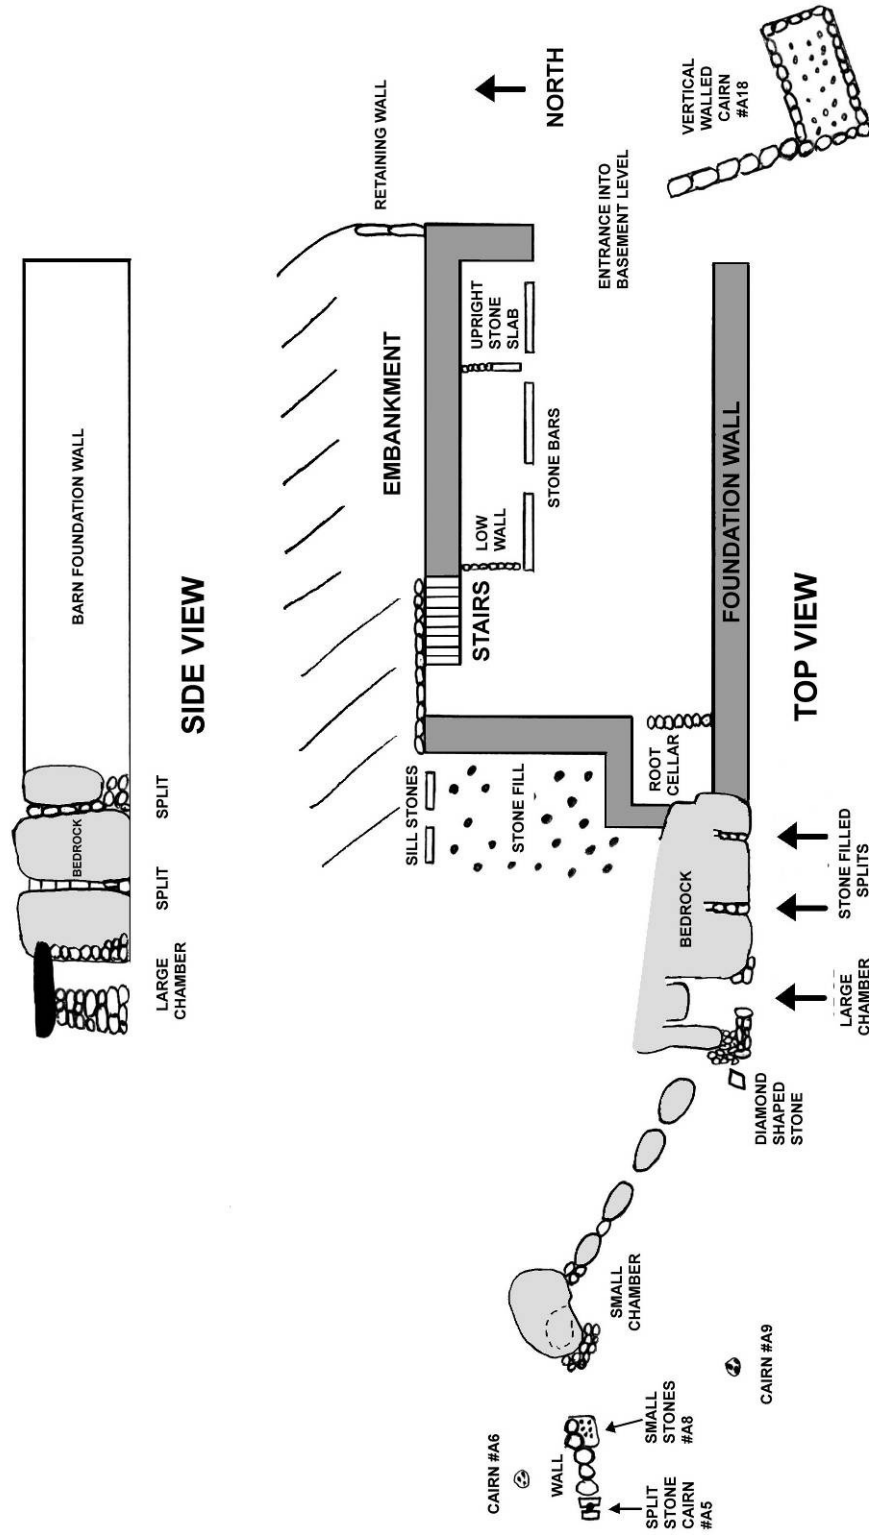 BARN FOUNDATION WALL
SPLIT
BEDROCK
SPLIT
LARGE
CHAMBER
SIDE VIEW
RETAINING WALL
NORTH
EMBANKMENT
UPRIGHT
STONE
SLAB
LOW
WALL
STONE BARS
STAIRS
ENTRANCE INTO
BASEMENT LEVEL
VERTICAL
WALLED
CAIRN
#A18
FOUNDATION WALL
SILL STONES
STONE FILL
ROOT
CELLAR
TOP VIEW
BEDROCK
STONE FILLED
SPLITS
LARGE
CHAMBER
DIAMOND
SHAPED
STONE
SMALL
CHAMBER
CAIRN #A9
CAIRN #A6
WALL
SMALL
STONES
#A8
SPLIT
STONE
CAIRN
#A5